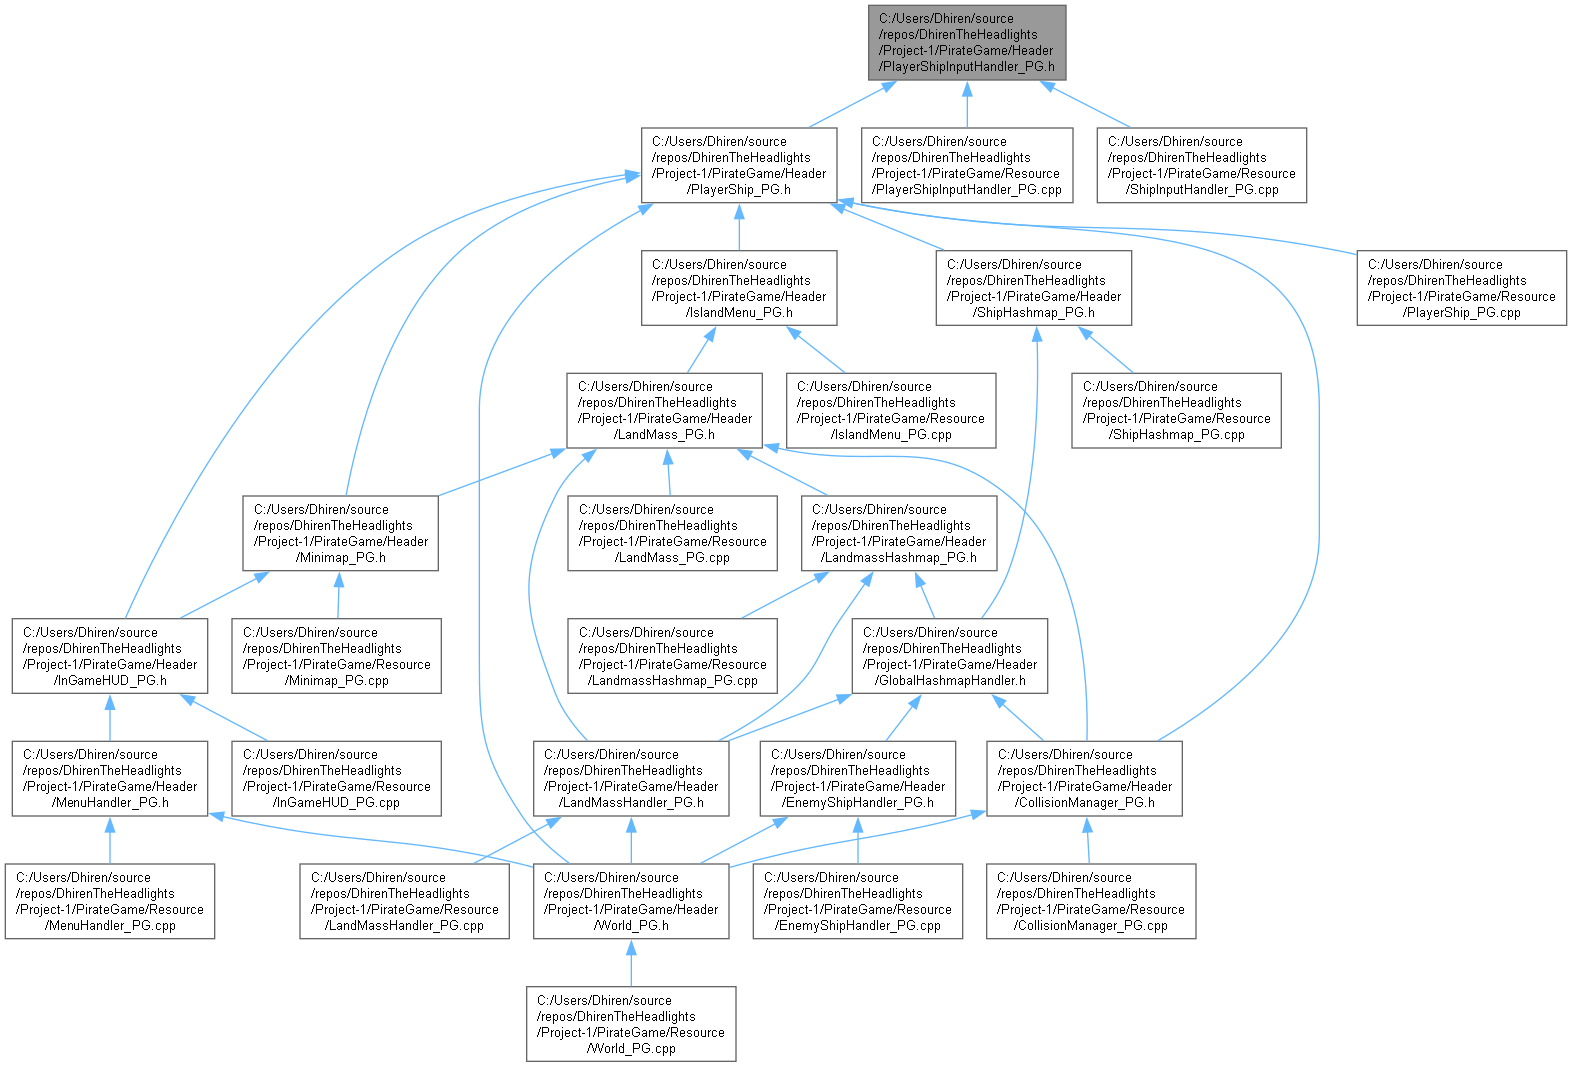 C:/Users/Dhiren/source
/repos/DhirenTheHeadlights
/Project-1/PirateGame/Header
/PlayerShipInputHandler_PG.h
C:/Users/Dhiren/source
/repos/DhirenTheHeadlights
/Project-1/PirateGame/Header
/PlayerShip_PG.h
C:/Users/Dhiren/source
/repos/DhirenTheHeadlights
/Project-1/PirateGame/Resource
/PlayerShipInputHandler_PG.cpp
C:/Users/Dhiren/source
/repos/DhirenTheHeadlights
/Project-1/PirateGame/Resource
/ShipInputHandler_PG.cpp
C:/Users/Dhiren/source
/repos/DhirenTheHeadlights
/Project-1/PirateGame/Header
/IslandMenu_PG.h
C:/Users/Dhiren/source
/repos/DhirenTheHeadlights
/Project-1/PirateGame/Header
/ShipHashmap_PG.h
C:/Users/Dhiren/source
/repos/DhirenTheHeadlights
/Project-1/PirateGame/Resource
/PlayerShip_PG.cpp
C:/Users/Dhiren/source
/repos/DhirenTheHeadlights
/Project-1/PirateGame/Header
/LandMass_PG.h
C:/Users/Dhiren/source
/repos/DhirenTheHeadlights
/Project-1/PirateGame/Resource
/IslandMenu_PG.cpp
C:/Users/Dhiren/source
/repos/DhirenTheHeadlights
/Project-1/PirateGame/Resource
/ShipHashmap_PG.cpp
C:/Users/Dhiren/source
/repos/DhirenTheHeadlights
/Project-1/PirateGame/Header
/Minimap_PG.h
C:/Users/Dhiren/source
/repos/DhirenTheHeadlights
/Project-1/PirateGame/Resource
/LandMass_PG.cpp
C:/Users/Dhiren/source
/repos/DhirenTheHeadlights
/Project-1/PirateGame/Header
/LandmassHashmap_PG.h
C:/Users/Dhiren/source
/repos/DhirenTheHeadlights
/Project-1/PirateGame/Header
/InGameHUD_PG.h
C:/Users/Dhiren/source
/repos/DhirenTheHeadlights
/Project-1/PirateGame/Resource
/Minimap_PG.cpp
C:/Users/Dhiren/source
/repos/DhirenTheHeadlights
/Project-1/PirateGame/Resource
/LandmassHashmap_PG.cpp
C:/Users/Dhiren/source
/repos/DhirenTheHeadlights
/Project-1/PirateGame/Header
/GlobalHashmapHandler.h
C:/Users/Dhiren/source
/repos/DhirenTheHeadlights
/Project-1/PirateGame/Header
/MenuHandler_PG.h
C:/Users/Dhiren/source
/repos/DhirenTheHeadlights
/Project-1/PirateGame/Resource
/InGameHUD_PG.cpp
C:/Users/Dhiren/source
/repos/DhirenTheHeadlights
/Project-1/PirateGame/Header
/LandMassHandler_PG.h
C:/Users/Dhiren/source
/repos/DhirenTheHeadlights
/Project-1/PirateGame/Header
/EnemyShipHandler_PG.h
C:/Users/Dhiren/source
/repos/DhirenTheHeadlights
/Project-1/PirateGame/Header
/CollisionManager_PG.h
C:/Users/Dhiren/source
/repos/DhirenTheHeadlights
/Project-1/PirateGame/Resource
/MenuHandler_PG.cpp
C:/Users/Dhiren/source
/repos/DhirenTheHeadlights
/Project-1/PirateGame/Resource
/LandMassHandler_PG.cpp
C:/Users/Dhiren/source
/repos/DhirenTheHeadlights
/Project-1/PirateGame/Header
/World_PG.h
C:/Users/Dhiren/source
/repos/DhirenTheHeadlights
/Project-1/PirateGame/Resource
/EnemyShipHandler_PG.cpp
C:/Users/Dhiren/source
/repos/DhirenTheHeadlights
/Project-1/PirateGame/Resource
/CollisionManager_PG.cpp
C:/Users/Dhiren/source
/repos/DhirenTheHeadlights
/Project-1/PirateGame/Resource
/World_PG.cpp